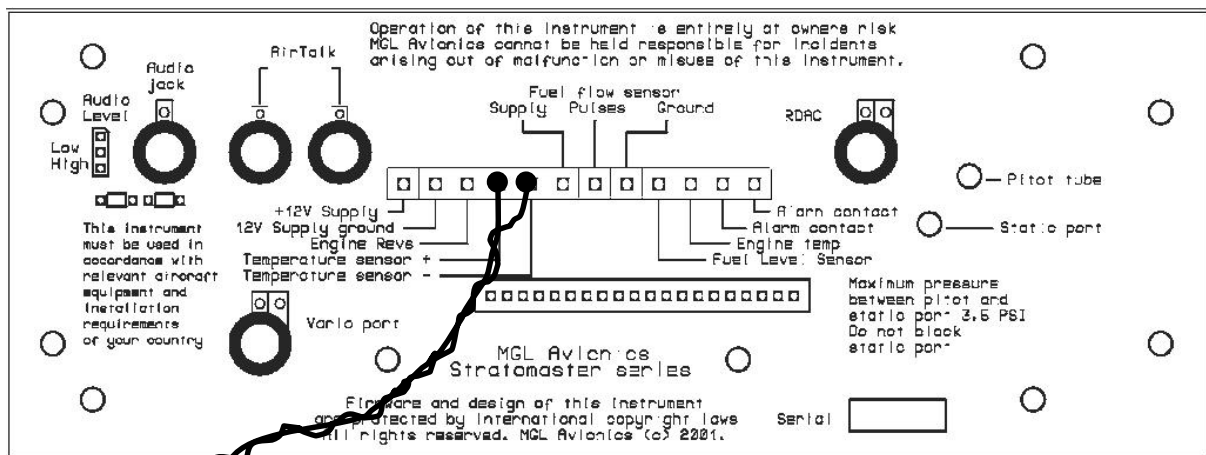 Operation of this instrument is entirely at owners risk
MGL Avionics cannot be held responsible for incidents
arising out of malfunction or misuse of this instrument.
AirTalk
Audio
jack
Audio
Level
Low
High
Fuel flow sensor
Supply Pulses Ground
RDAC
Pitot tube
Static port
+12V Supply
12V Supply ground
Engine Revs
Temperature sensor +
Temperature sensor -
Alarm contact
Alarm contact
Engine temp
Fuel Level Sensor
This instrument
must be used in
accordance with
relevant aircraft
equipment and
installation
requirements
of your country
Vario port
Maximum pressure
between pitot and
static port 3.5 PSI
Do not block
static port
MGL Avionics
Stratomaster series
Firmware and design of this instrument
are protected by international copyright laws
All rights reserved. MGL Avionics (c) 2001.
Serial